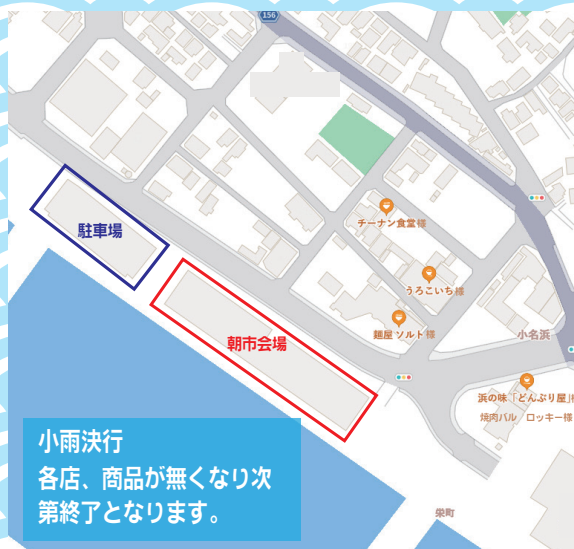 156
駐車場
チーナン食堂様
うろこいち様
麺屋 ソルト様
朝市会場
小名浜
浜の味「どんぶり屋」様
焼肉バル ロッキー様
小雨決行
各店、商品が無くなり次
第終了となります。
栄町